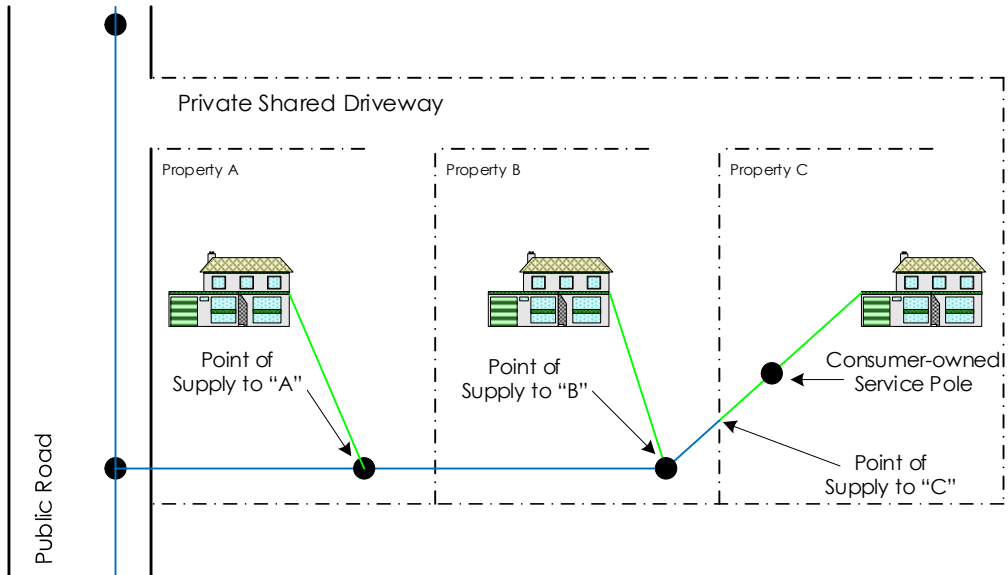 Private Shared Driveway
Property A
Property B
Property C
Point of
Supply to “A”
Point of
Supply to “B”
Consumer-owned
Service Pole
Point of
Supply to “C”
Public Road